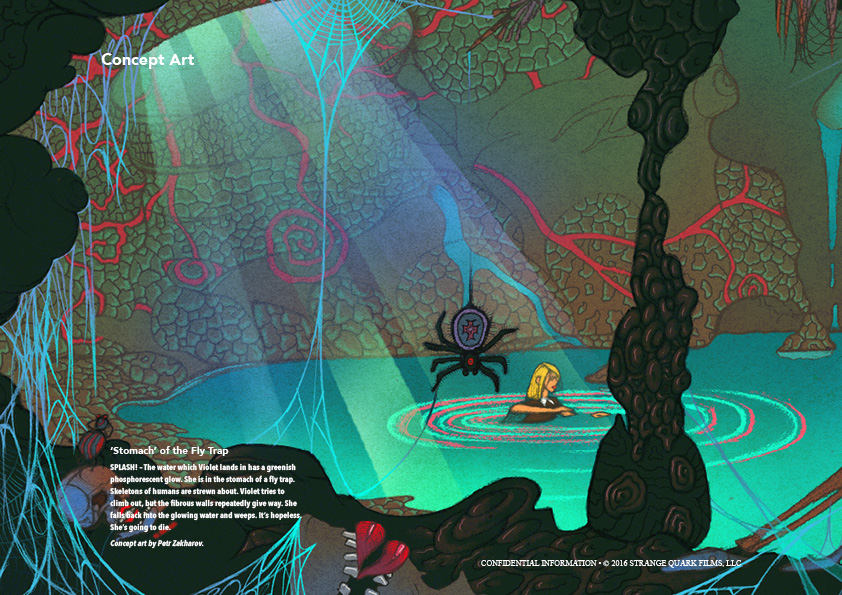 Concept Art
‘Stomach’ of the Fly Trap
SPLASH! - The water which Violet lands in has a greenish
phosphorescent glow. She is in the stomach of a fly trap.
Skeletons of humans are strewn about. Violet tries to
climb out, but the fibrous walls repeatedly give way. She
falls back into the glowing water and weeps. It’s hopeless.
She’s going to die.
Concept art by Petr Zakharov.
CONFIDENTIAL INFORMATION • © 2016 STRANGE QUARK FILMS, LLC